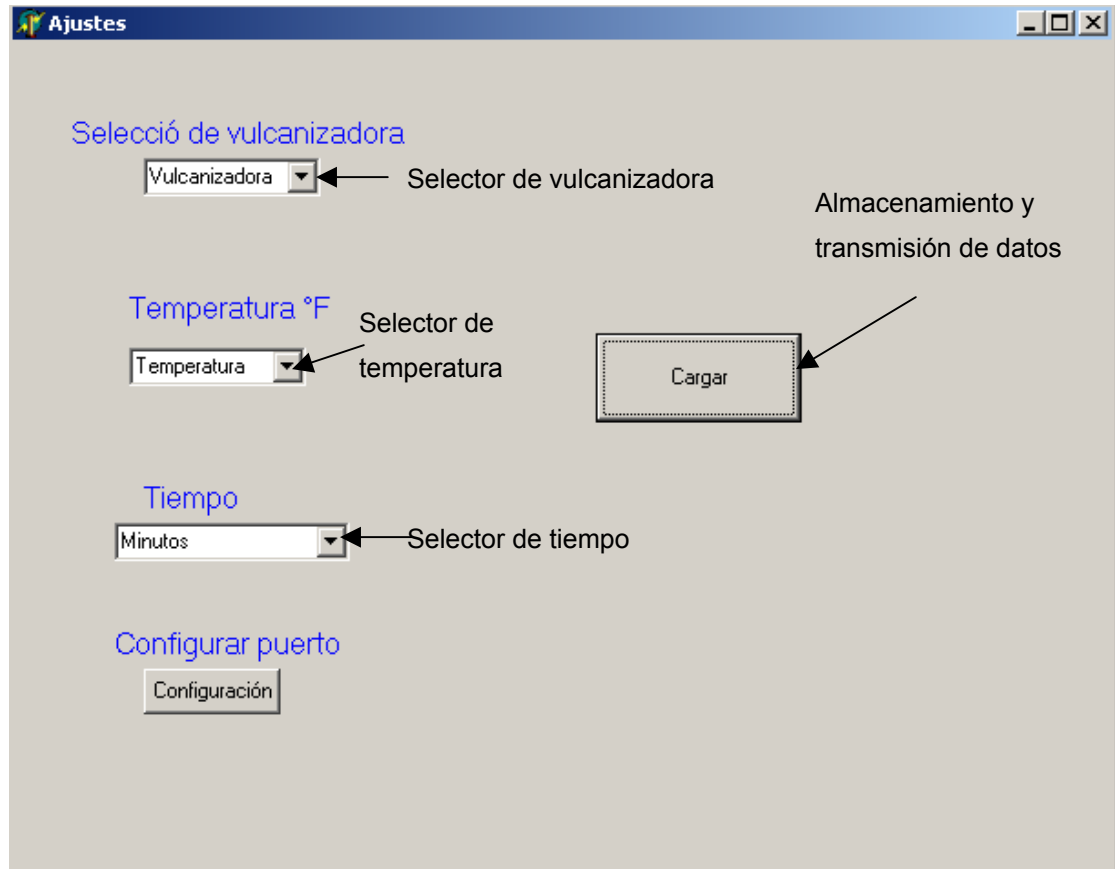 Ajustes
Selecció de vulcanizadora
Vulcanizadora
Selector de vulcanizadora
Almacenamiento y
transmisión de datos
Temperatura °F
Selector de
temperatura
Temperatura
Cargar
Tiempo
Minutos
Selector de tiempo
Configurar puerto
Configuración